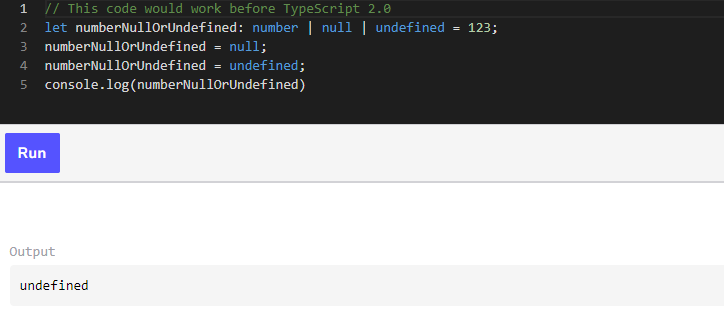 1 // This code would work before TypeScript 2.0
2 let numberNullOrUndefined: number | null | undefined = 123;
3 numberNullOrUndefined = null;
4 numberNullOrUndefined = undefined;
5 console.log(numberNullOrUndefined)
Run
Output
undefined